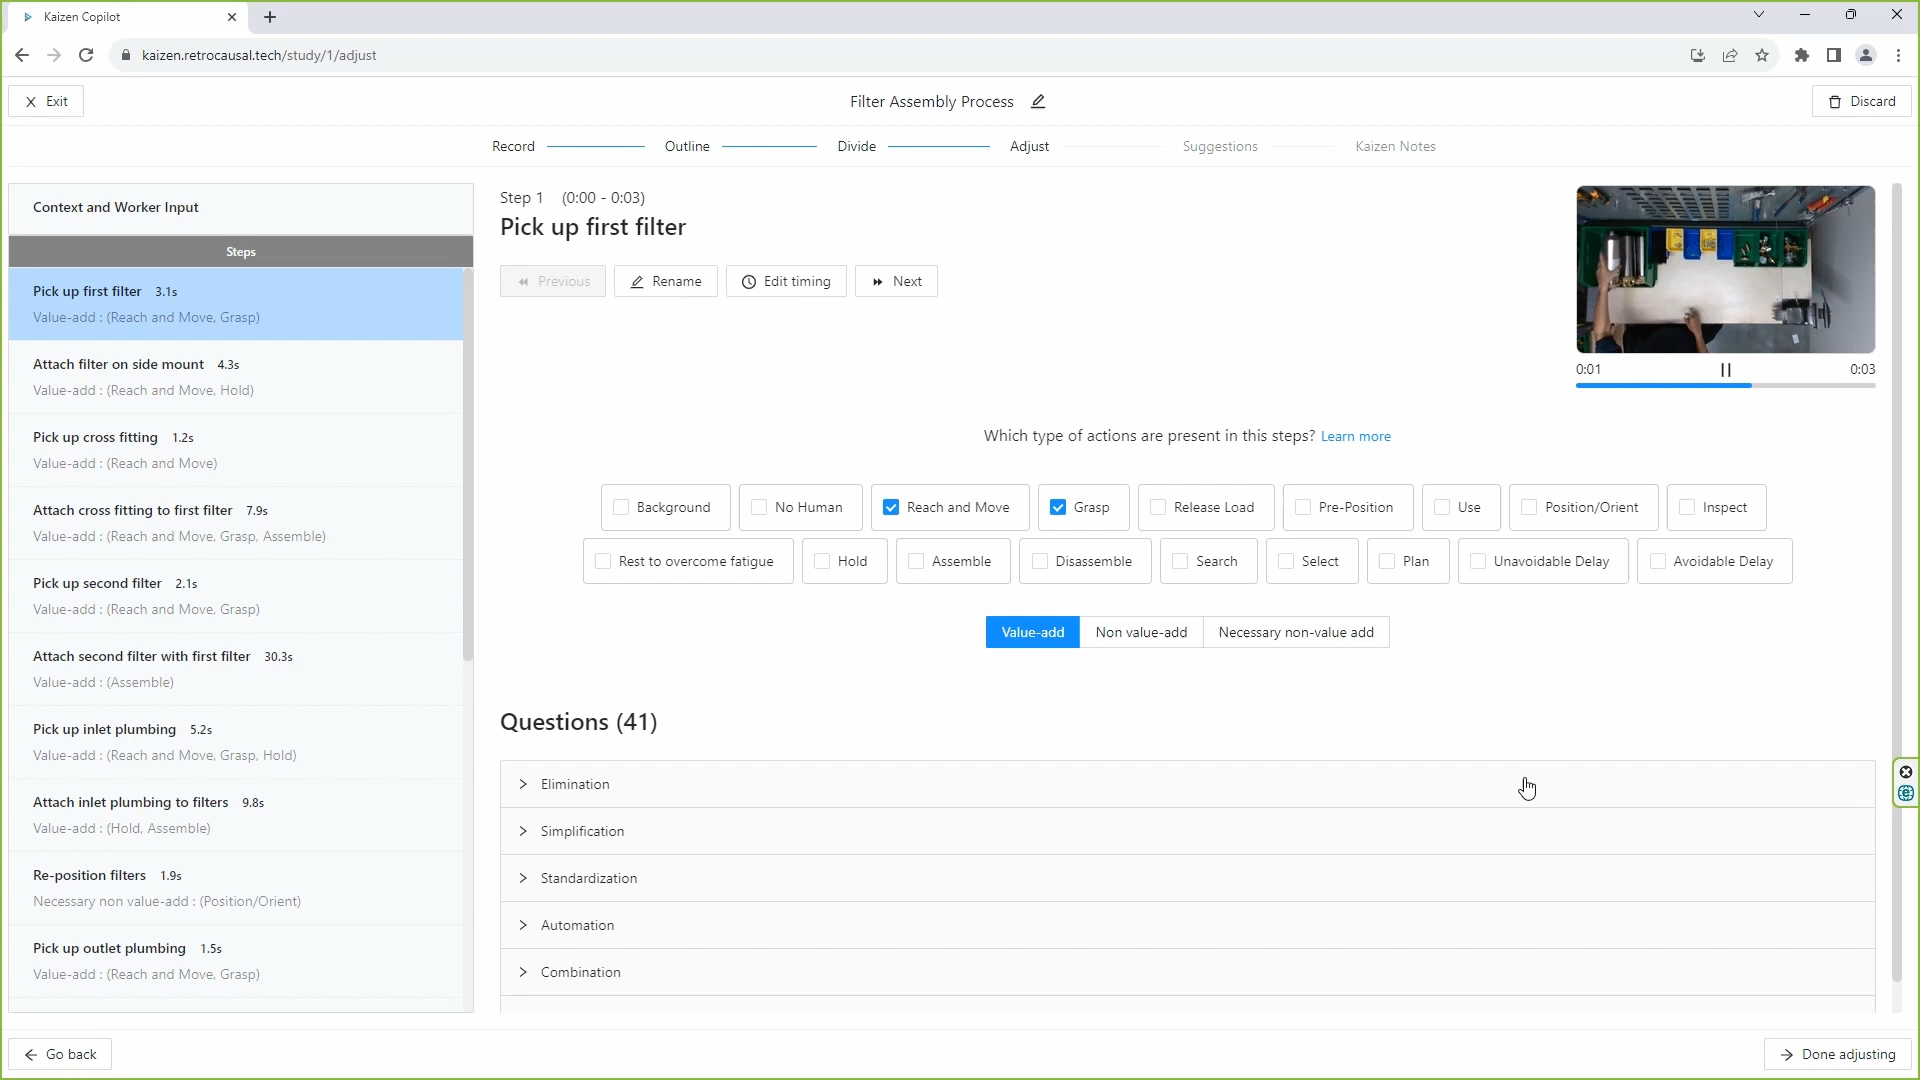 Kaizen Copilot
kaizen.retrocausal.tech/study/1/adjust
Exit
Filter Assembly Process
Discard
Record Outline Divide Adjust Suggestions Kaizen Notes
Context and Worker Input
Steps
Pick up first filter 3.1s
Value-add : (Reach and Move, Grasp)
Attach filter on side mount 4.3s
Value-add : (Reach and Move, Hold)
Pick up cross fitting 1.2s
Value-add : (Reach and Move)
Attach cross fitting to first filter 7.9s
Value-add : (Reach and Move, Grasp, Assemble)
Pick up second filter 2.1s
Value-add : (Reach and Move, Grasp)
Attach second filter with first filter 30.3s
Value-add : (Assemble)
Pick up inlet plumbing 5.2s
Value-add : (Reach and Move, Grasp, Hold)
Attach inlet plumbing to filters 9.8s
Value-add : (Hold, Assemble)
Re-position filters 1.9s
Necessary non value-add : (Position/Orient)
Pick up outlet plumbing 1.5s
Value-add : (Reach and Move, Grasp)
Step 1 (0:00 - 0:03)
Pick up first filter
Previous Rename Edit timing Next
0:01 0:03
Which type of actions are present in this steps? Learn more
Background No Human Reach and Move Grasp Release Load Pre-Position Use Position/Orient Inspect
Rest to overcome fatigue Hold Assemble Disassemble Search Select Plan Unavoidable Delay Avoidable Delay
Value-add Non value-add Necessary non-value add
Questions (41)
Elimination
Simplification
Standardization
Automation
Combination
Go back
Done adjusting